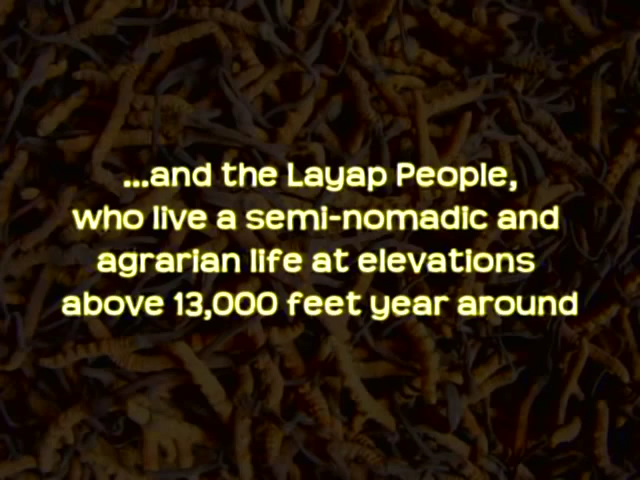 ...and the Layap People,
who live a semi-nomadic and
agrarian life at elevations
above 13,000 feet year around